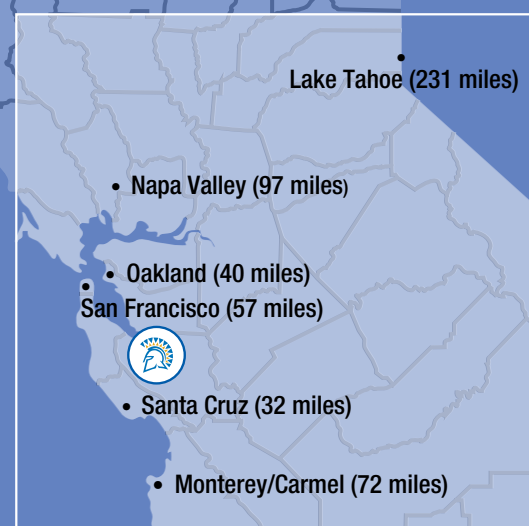 Lake Tahoe (231 miles)
Napa Valley (97 miles)
Oakland (40 miles)
San Francisco (57 miles)
Santa Cruz (32 miles)
Monterey/Carmel (72 miles)